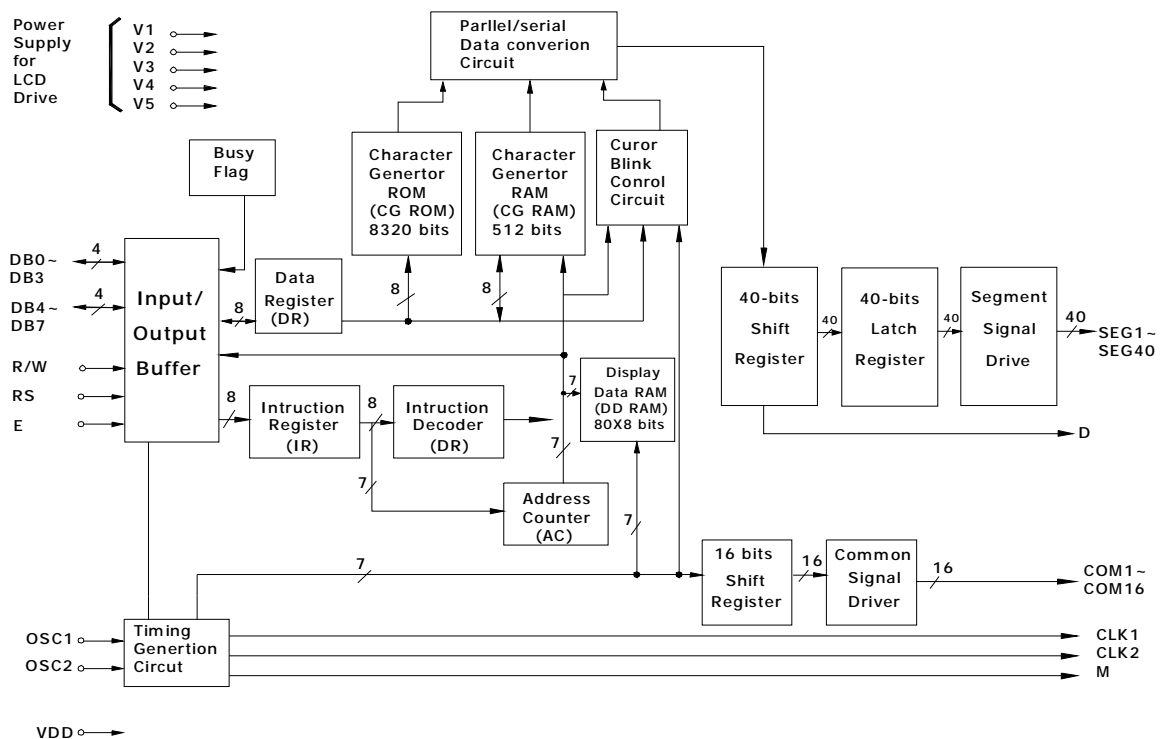 Power
Supply
for
LCD
Drive
V1
V2
V3
V4
V5
Parllel/serial
Data converion
Circuit
Busy
Flag
Character
Genertor
ROM
(CG ROM)
8320 bits
Character
Genertor
RAM
(CG RAM)
512 bits
Curor
Blink
Conrol
Circuit
DB0~
DB3
4
DB4~
DB7
4
R/W
RS
E
Input/
Output
Buffer
8
Data
Register
(DR)
8
8
40-bits
Shift
Register
40
40-bits
Latch
Register
40
Segment
Signal
Drive
40
SEG1~
SEG40
D
8
Intruction
Register
(IR)
8
Intruction
Decoder
(DR)
7
Display
Data RAM
(DD RAM)
80X8 bits
7
7
Address
Counter
(AC)
7
7
16 bits
Shift
Register
16
Common
Signal
Driver
16
COM1~
COM16
OSC1
OSC2
Timing
Genertion
Circut
CLK1
CLK2
M
VDD